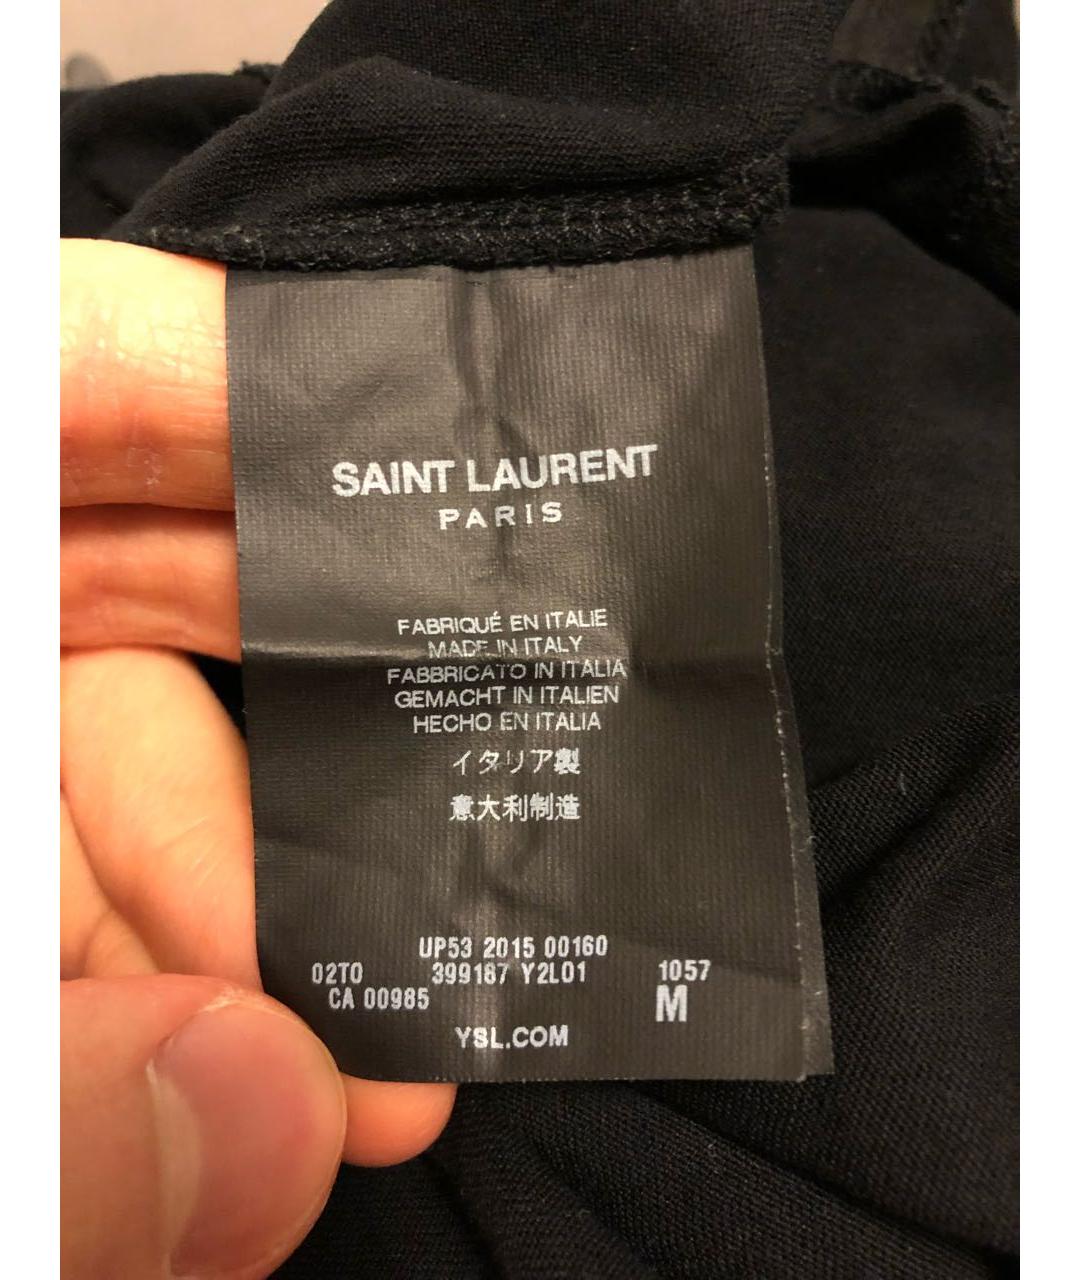 SAINT LAURENT
PARIS
FABRIQUÉ EN ITALIE
MADE IN ITALY
FABBRICATO IN ITALIA
GEMACHT IN ITALIEN
HECHO EN ITALIA
イタリア製
意大利制造
UP53 2015 00160
02TO 399187 Y2L01 1057
CA 00985 M
YSL.COM